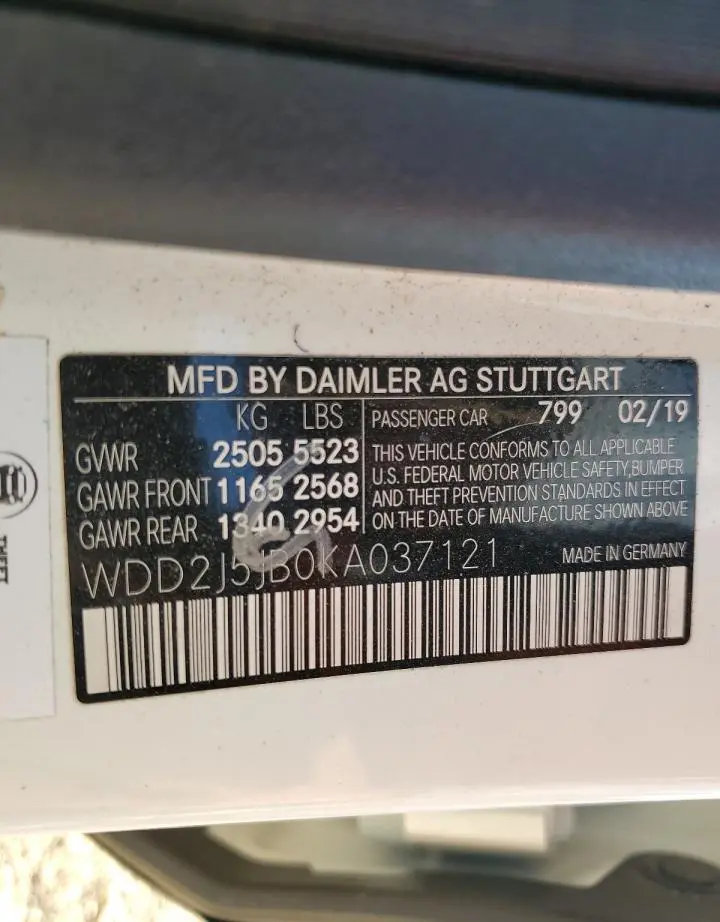 MFD BY DAIMLER AG STUTTGART
KG LBS
GVWR 2505 5523
GAWR FRONT 1165 2568
GAWR REAR 1340 2954
PASSENGER CAR 799 02/19
THIS VEHICLE CONFORMS TO ALL APPLICABLE
U.S. FEDERAL MOTOR VEHICLE SAFETY, BUMPER
AND THEFT PREVENTION STANDARDS IN EFFECT
ON THE DATE OF MANUFACTURE SHOWN ABOVE
WDD2J5JB0KA037121
MADE IN GERMANY
THEFT